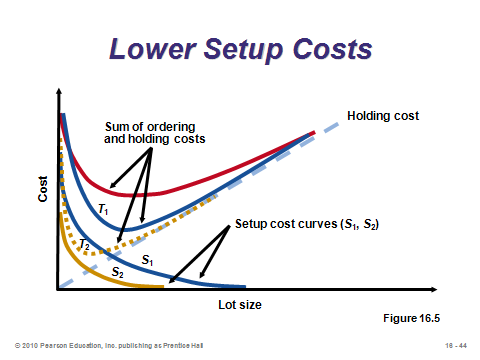 Lower Setup Costs
Holding cost
Sum of ordering
and holding costs
Cost
T1
T2
S1
S2
Setup cost curves (S1, S2)
Lot size
Figure 16.5
© 2010 Pearson Education, Inc. publishing as Prentice Hall
16 - 44